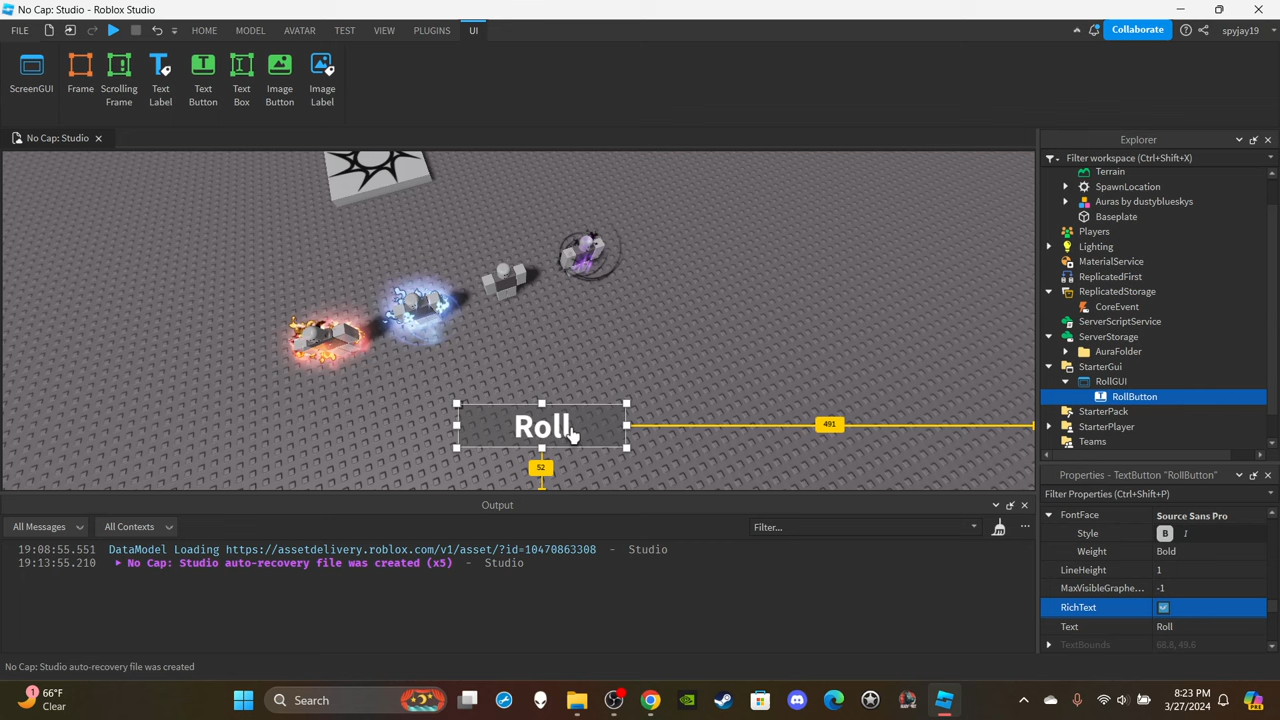 No Cap: Studio - Roblox Studio
FILE HOME MODEL AVATAR TEST VIEW PLUGINS UI Collaborate spyjay19
ScreenGUI Frame Scrolling Frame Text Label Text Button Text Box Image Button Image Label
No Cap: Studio
Explorer
Filter workspace (Ctrl+Shift+X)
Terrain
SpawnLocation
Auras by dustyblueskys
Baseplate
Players
Lighting
MaterialService
ReplicatedFirst
ReplicatedStorage
CoreEvent
ServerScriptService
ServerStorage
AuraFolder
StarterGui
RollGUI
RollButton
StarterPack
StarterPlayer
Teams
Roll
491
52
Properties - TextButton "RollButton"
Filter Properties (Ctrl+Shift+P)
FontFace Source Sans Pro
Style B I
Weight Bold
LineHeight 1
MaxVisibleGraphe... -1
RichText
Text Roll
TextBounds 68.8, 49.6
Output
All Messages All Contexts Filter...
19:08:55.551 DataModel Loading https://assetdelivery.roblox.com/v1/asset/?id=10470863308 - Studio
19:13:55.210 No Cap: Studio auto-recovery file was created (x5) - Studio
No Cap: Studio auto-recovery file was created
1
66°F
Clear
Search
8:23 PM
3/27/2024